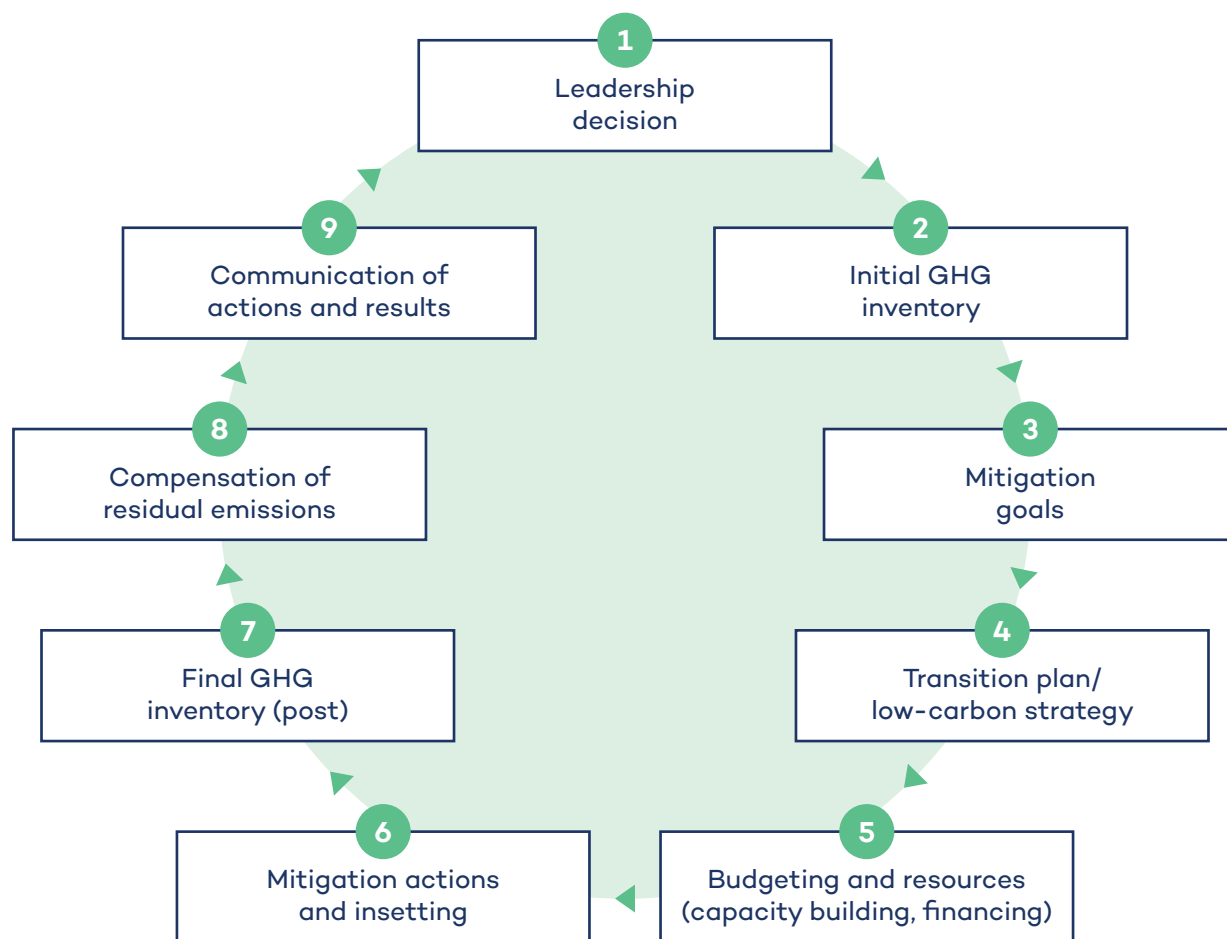 1
Leadership
decision
2
Initial GHG
inventory
3
Mitigation
goals
4
Transition plan/
low-carbon strategy
5
Budgeting and resources
(capacity building, financing)
6
Mitigation actions
and insetting
7
Final GHG
inventory (post)
8
Compensation of
residual emissions
9
Communication of
actions and results